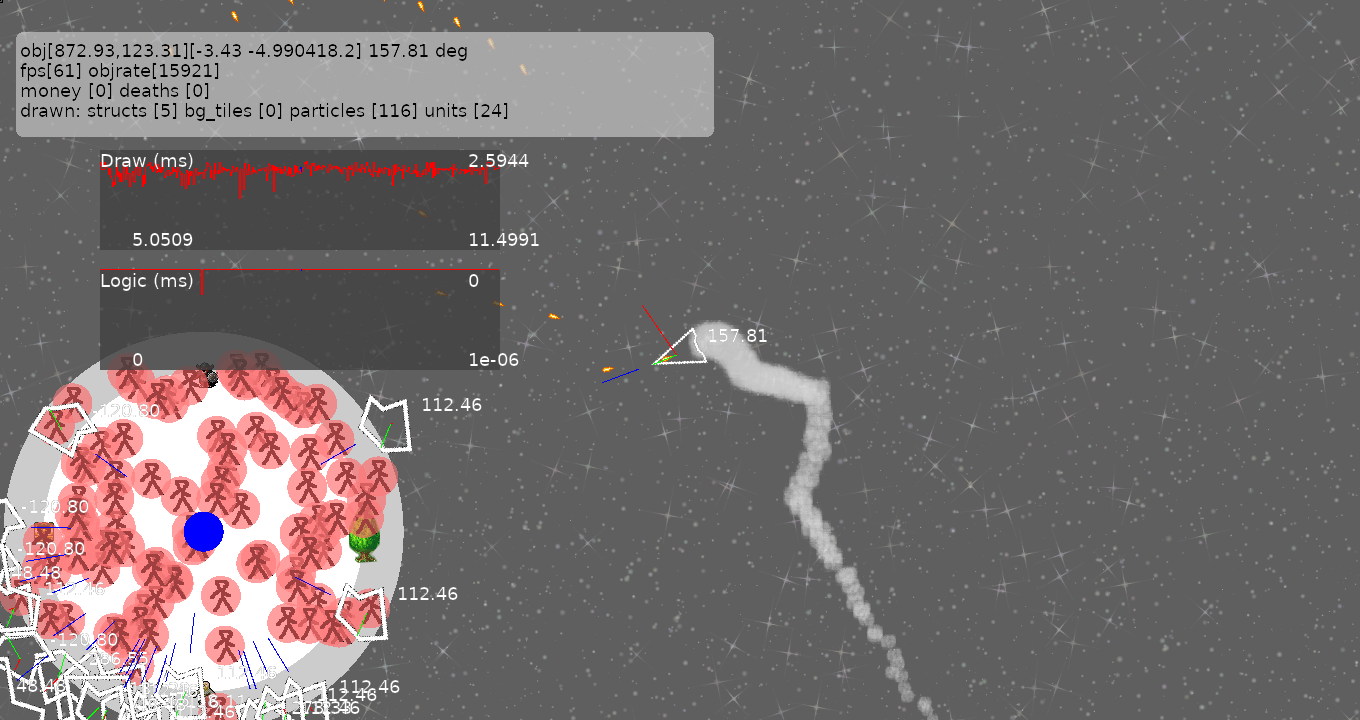 obj[872.93,123.31][-3.43 -4.990418.2] 157.81 deg
fps[61] objrate[15921]
money [0] deaths [0]
drawn: structs [5] bg_tiles [0] particles [116] units [24]
Draw (ms) 2.5944
5.0509 11.4991
Logic (ms) 0
0 1e-06
157.81
-120.80 112.46
-120.80
-120.80
112.46
-120.80
112.46
112.46